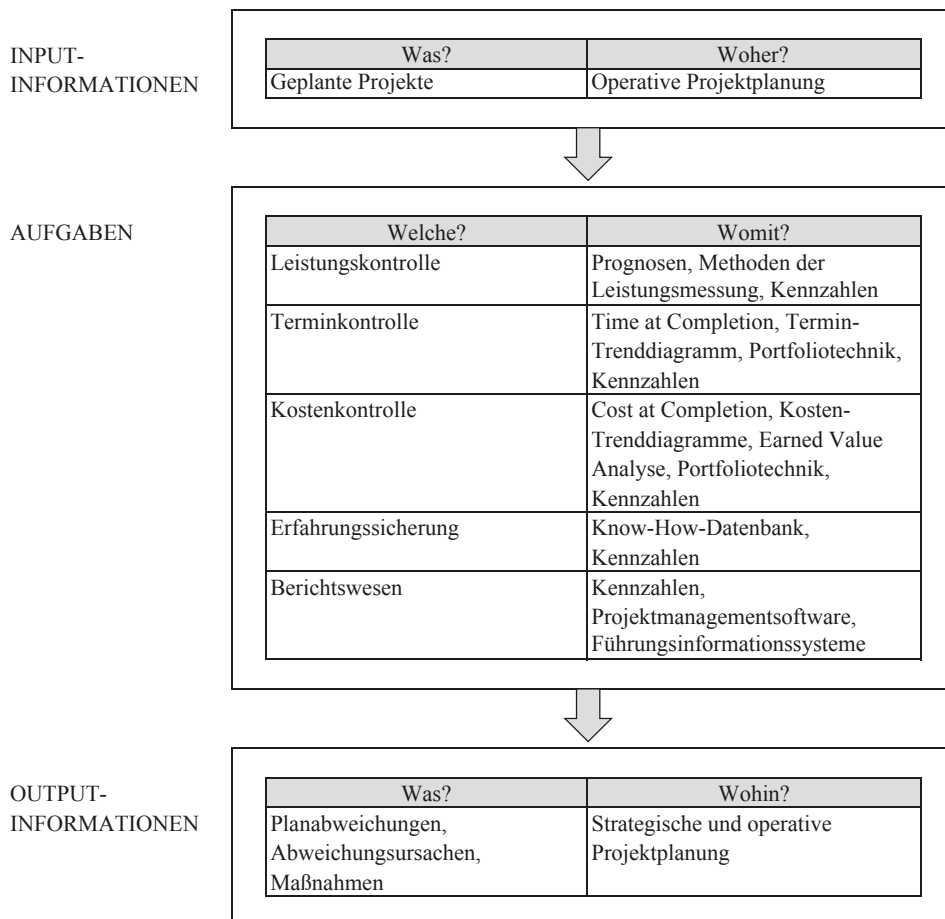 INPUT-
INFORMATIONEN
Was?
Woher?
Geplante Projekte
Operative Projektplanung
AUFGABEN
Welche?
Womit?
Leistungskontrolle
Prognosen, Methoden der
Leistungsmessung, Kennzahlen
Terminkontrolle
Time at Completion, Termin-
Trenddiagramm, Portfoliotechnik,
Kennzahlen
Kostenkontrolle
Cost at Completion, Kosten-
Trenddiagramme, Earned Value
Analyse, Portfoliotechnik,
Kennzahlen
Erfahrungssicherung
Know-How-Datenbank,
Kennzahlen
Berichtswesen
Kennzahlen,
Projektmanagementsoftware,
Führungsinformationssysteme
OUTPUT-
INFORMATIONEN
Was?
Wohin?
Planabweichungen,
Abweichungsursachen,
Maßnahmen
Strategische und operative
Projektplanung